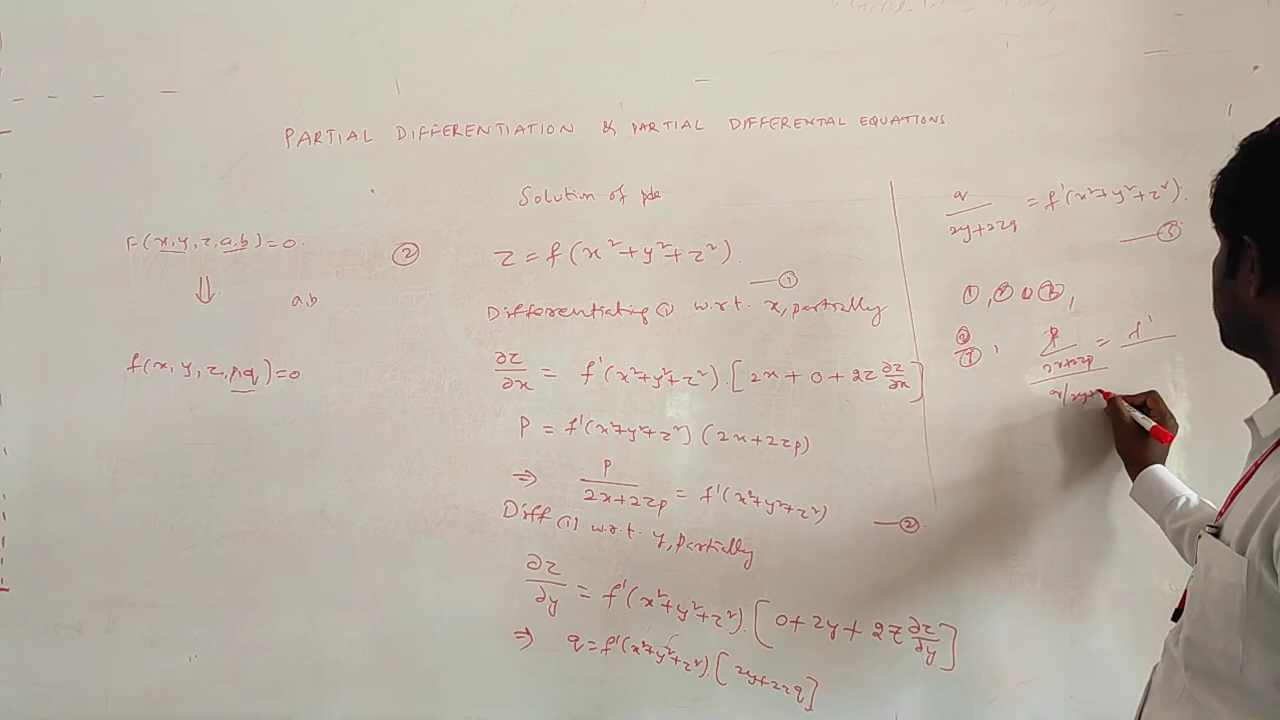 PARTIAL DIFFERENTIATION & PARTIAL DIFFERENTAL EQUATIONS
F(x,y,z,a,b)=0.
⇓
a,b
f(x, y, z, p,q)=0
Solution of pde
② z = f(x²+y²+z²).
—①
Differentiating ① w.r.t. x, partially
∂z/∂x = f'(x²+y²+z²).[2x+0+2z ∂z/∂x]
P = f'(x²+y²+z²) (2x+2zp)
⇒ p/(2x+2zp) = f'(x²+y²+z²) —②.
Diff (1) w.r.t. y, partially
∂z/∂y = f'(x²+y²+z²).[0+2y+2z ∂z/∂y]
⇒ q=f'(x²+y²+z²).[2y+2zq]
q/(2y+2zq) = f'(x²+y²+z²).
—③
①, ② & ③,
p/(2x+2zp) = f'
q/2y+